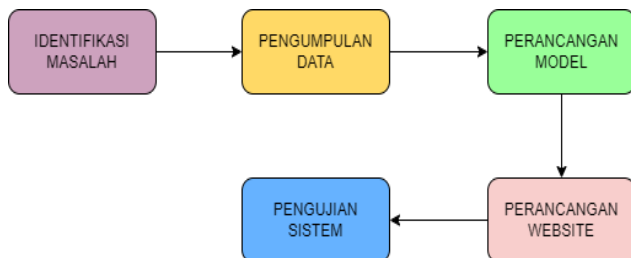 IDENTIFIKASI
MASALAH
PENGUMPULAN
DATA
PERANCANGAN
MODEL
PERANCANGAN
WEBSITE
PENGUJIAN
SISTEM